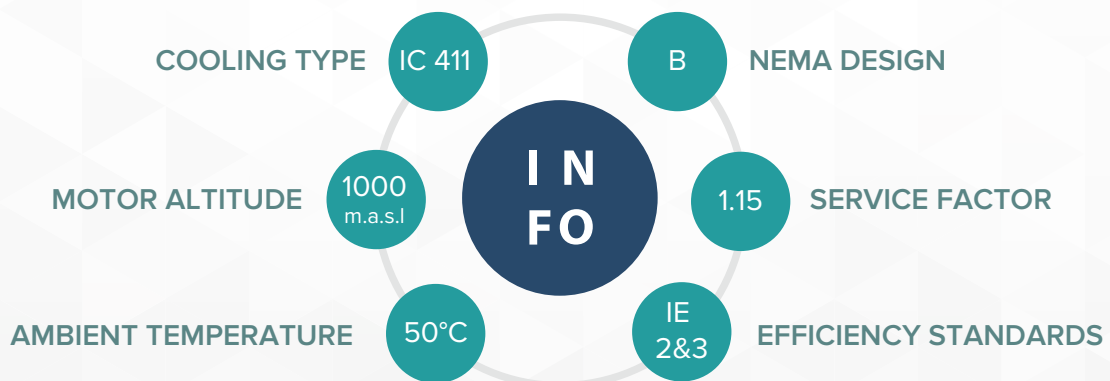 COOLING TYPE IC 411 B NEMA DESIGN
I N
FO
MOTOR ALTITUDE 1000
m.a.s.l
1.15 SERVICE FACTOR
AMBIENT TEMPERATURE 50°C
IE
2&3
EFFICIENCY STANDARDS